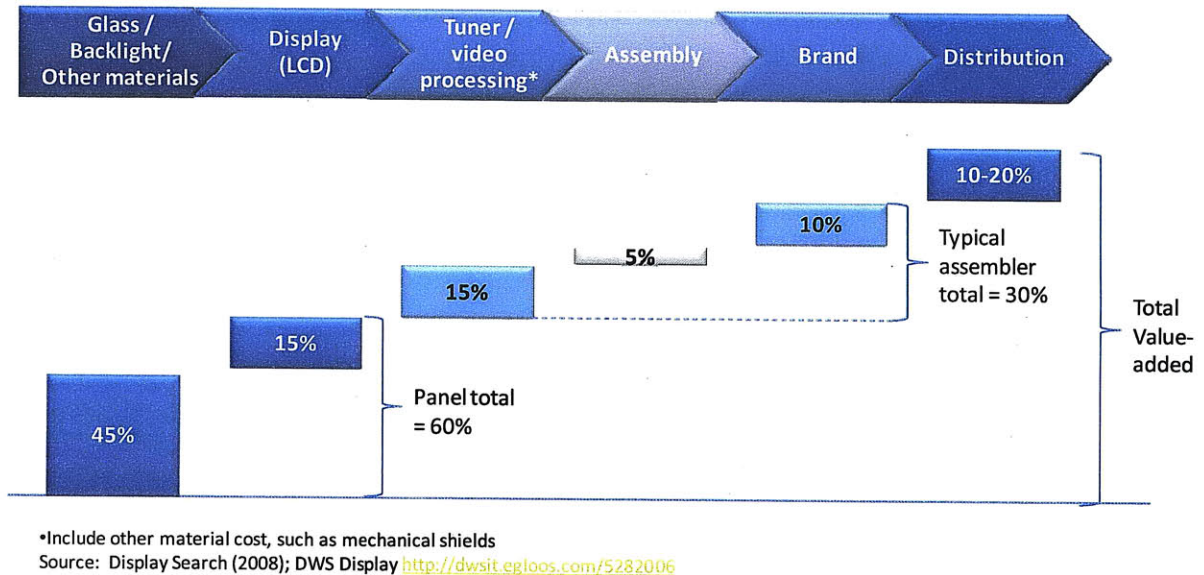 Glass /
Backlight/
Other materials
Display
(LCD)
Tuner /
video
processing*
Assembly
Brand
Distribution
45%
15%
15%
5%
10%
10-20%
Panel total
= 60%
Typical
assembler
total = 30%
Total
Value-
added
•Include other material cost, such as mechanical shields
Source: Display Search (2008); DWS Display http://dwsit.egloos.com/5282006